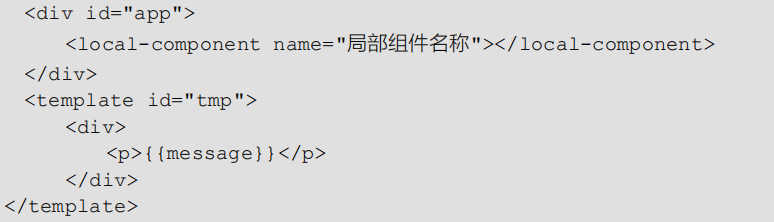 <div id="app">
<local-component name="局部组件名称"></local-component>
</div>
<template id="tmp">
<div>
<p>{{message}}</p>
</div>
</template>